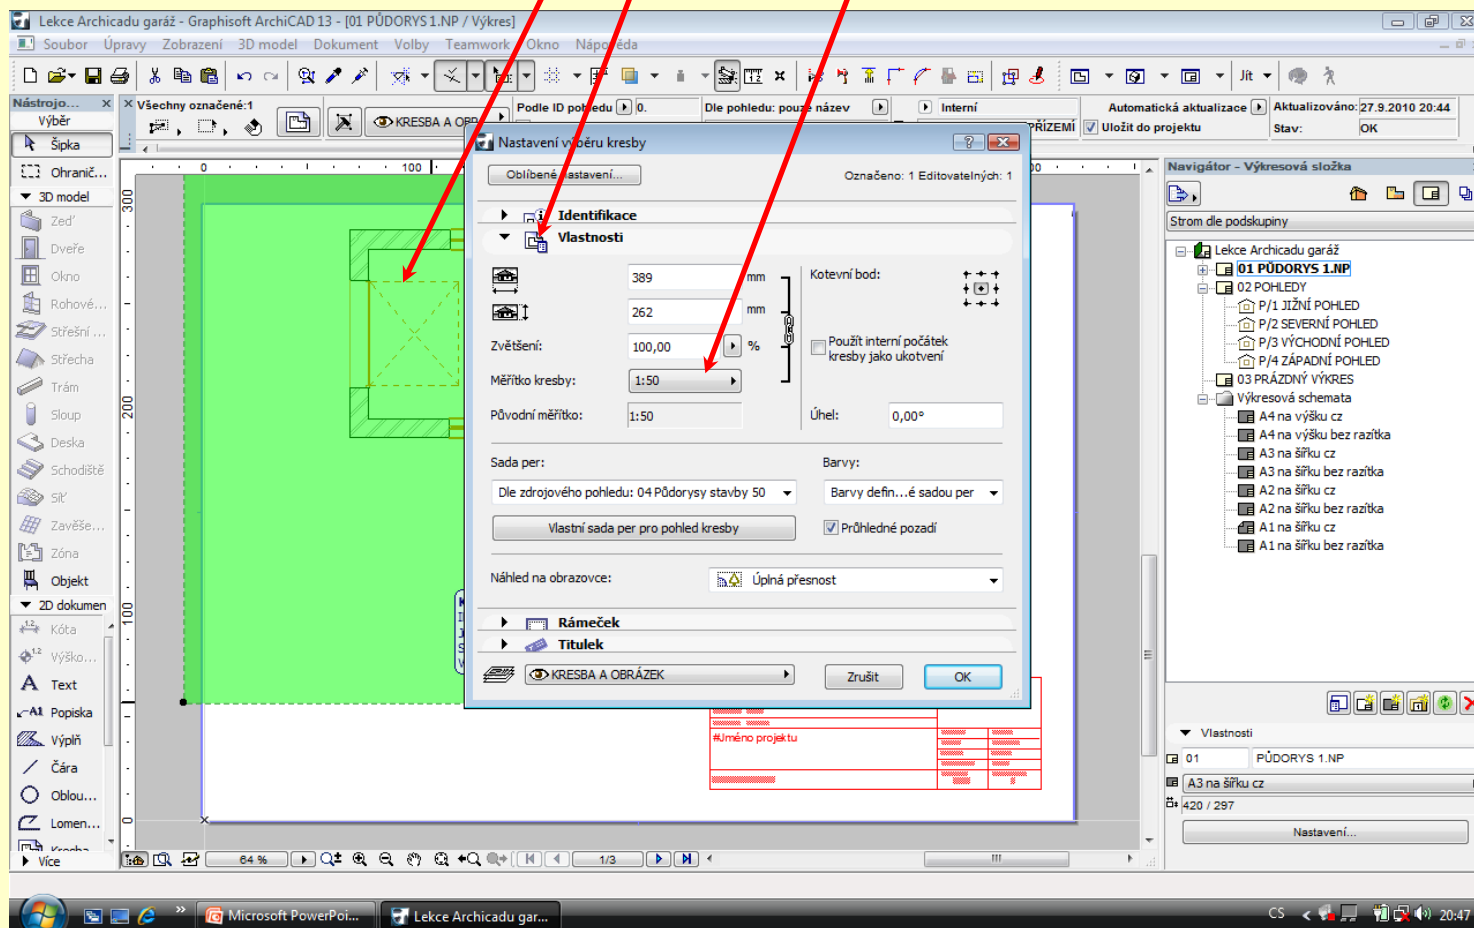 Lekce Archicadu garáž - Graphisoft ArchiCAD 13 - [01 PŮDORYS 1.NP / Výkres]
Soubor Úpravy Zobrazení 3D model Dokument Volby Teamwork Okno Nápověda
Jít
Nástrojo...
Výběr
Šipka
Ohranič...
3D model
Zeď
Dveře
Okno
Rohové...
Střešní ...
Střecha
Trám
Sloup
Deska
Schodiště
Síť
Zavěše...
Zóna
Objekt
2D dokumen
Kóta
Výško...
Text
Popiska
Výplň
Čára
Oblou...
Lomen...
Kresba
Více
Všechny označené:1
KRESBA A OBR
Podle ID pohledu 0.
Dle pohledu: pouze název
Interní
PŘÍZEMÍ
Automatická aktualizace
Uložit do projektu
Aktualizováno: 27.9.2010 20:44
Stav: OK
0 100
300
200
100
0
Nastavení výběru kresby
Oblíbené nastavení...
Označeno: 1 Editovatelných: 1
Identifikace
Vlastnosti
389 mm
262 mm
Zvětšení: 100,00 %
Měřítko kresby: 1:50
Původní měřítko: 1:50
Kotevní bod:
Použít interní počátek
kresby jako ukotvení
Úhel: 0,00°
Sada per:
Dle zdrojového pohledu: 04 Půdorysy stavby 50
Barvy:
Barvy defin...é sadou per
Vlastní sada per pro pohled kresby
Průhledné pozadí
Náhled na obrazovce: Úplná přesnost
Rámeček
Titulek
KRESBA A OBRÁZEK
Zrušit
OK
#Jméno projektu
64 %
1/3
Navigátor - Výkresová složka
Strom dle podskupiny
Lekce Archicadu garáž
01 PŮDORYS 1.NP
02 POHLEDY
P/1 JIŽNÍ POHLED
P/2 SEVERNÍ POHLED
P/3 VÝCHODNÍ POHLED
P/4 ZÁPADNÍ POHLED
03 PRÁZDNÝ VÝKRES
Výkresová schemata
A4 na výšku cz
A4 na výšku bez razítka
A3 na šířku cz
A3 na šířku bez razítka
A2 na šířku cz
A2 na šířku bez razítka
A1 na šířku cz
A1 na šířku bez razítka
Vlastnosti
01 PŮDORYS 1.NP
A3 na šířku cz
420 / 297
Nastavení...
Microsoft PowerPoi...
Lekce Archicadu gar...
CS
20:47